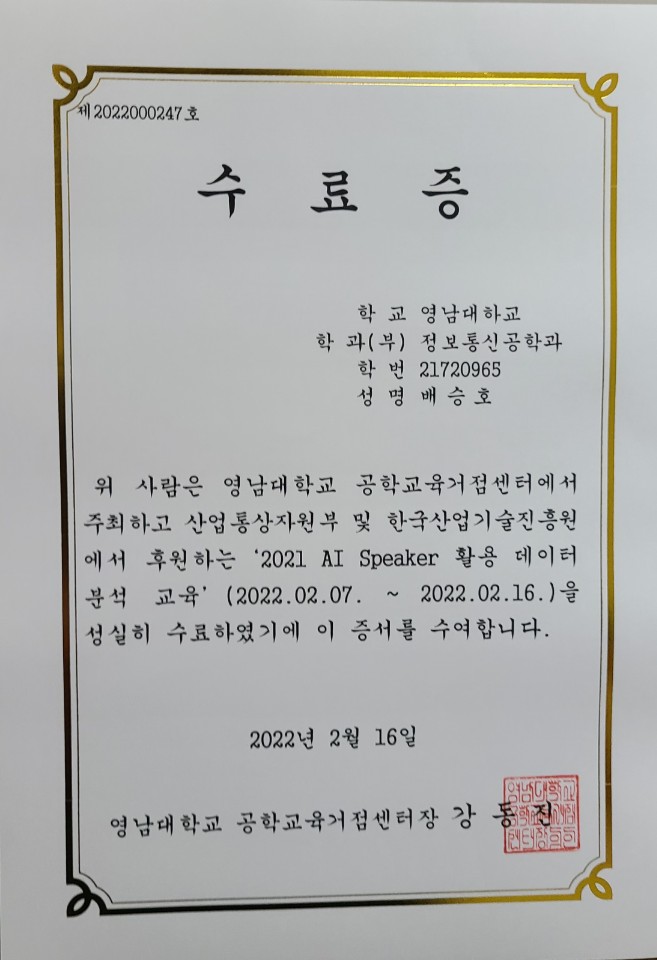 제2022000247호
수 료 증
학 교 영남대하교
학 과(부) 정보통신공학과
학 번 21720965
성 명 배 승 호
위 사람은 영남대학교 공학교육거점센터에서
주최하고 산업통상자원부 및 한국산업기술진흥원
에서 후원하는 '2021 AI Speaker 활용 데이터
분석 교육' (2022.02.07. ~ 2022.02.16.)을
성실히 수료하였기에 이 증서를 수여합니다.
2022년 2월 16일
영남대학교 공학교육거점센터장 강 동 진